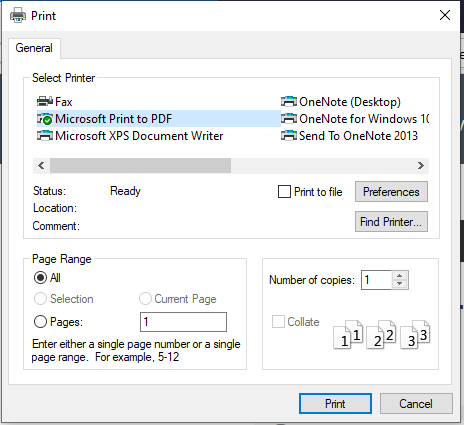 Print
General
Select Printer
Fax
OneNote (Desktop)
Microsoft Print to PDF
OneNote for Windows 10
Microsoft XPS Document Writer
Send To OneNote 2013
Status: Ready
Print to file
Preferences
Location:
Comment:
Find Printer...
Page Range
All
Selection
Current Page
Pages: 1
Enter either a single page number or a single
page range. For example, 5-12
Number of copies: 1
Collate
1 1 2 2 3 3
Print
Cancel